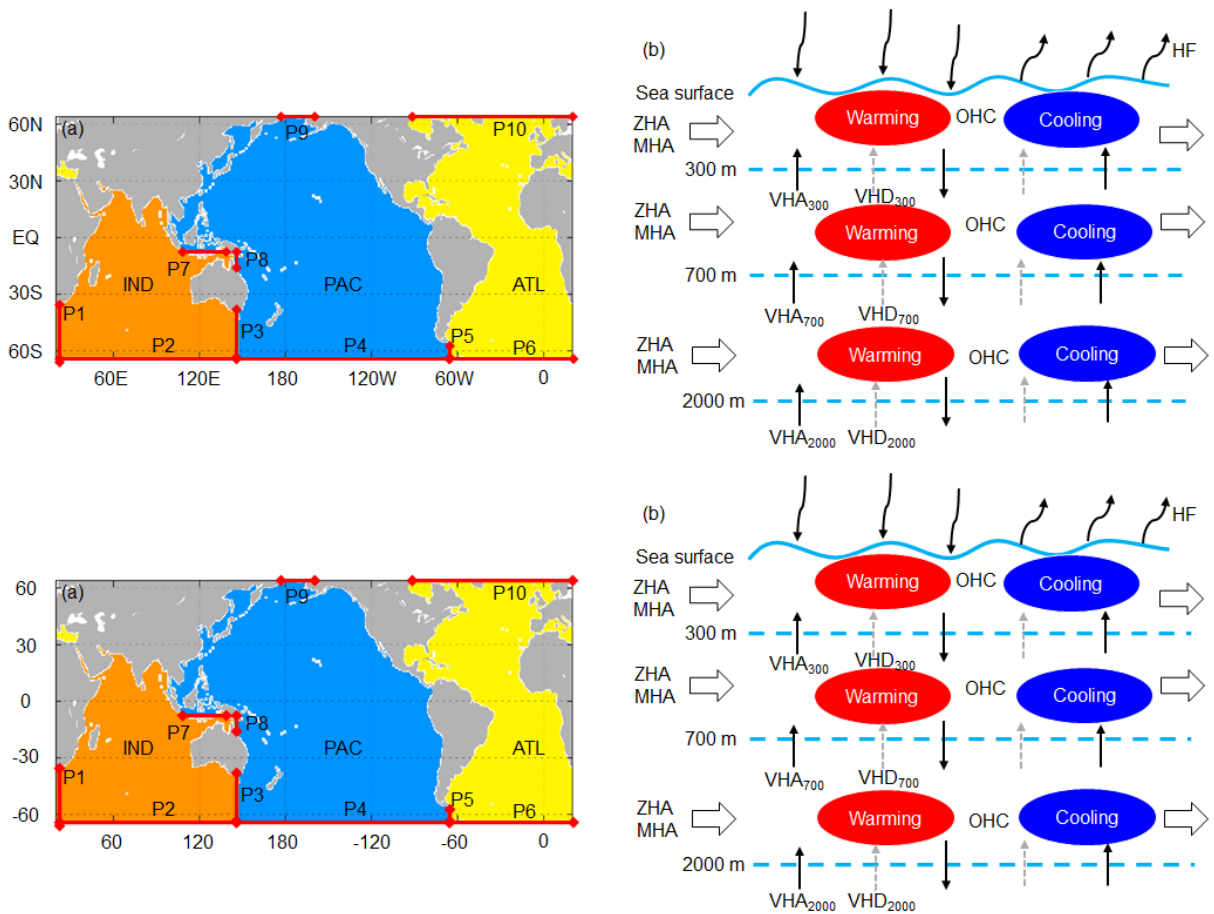 (a)
60N
30N
EQ
30S
60S
P9
P10
P7
P8
IND
PAC
ATL
P1
P3
P5
P2
P4
P6
60E
120E
180
120W
60W
0
(b)
HF
Sea surface
Warming
OHC
Cooling
ZHA
MHA
300 m
VHA300
VHD300
ZHA
MHA
Warming
OHC
Cooling
700 m
VHA700
VHD700
ZHA
MHA
Warming
OHC
Cooling
2000 m
VHA2000
VHD2000
(a)
60
30
0
-30
-60
P9
P10
P7
P8
IND
PAC
ATL
P1
P3
P5
P2
P4
P6
60
120
180
-120
-60
0
(b)
HF
Sea surface
Warming
OHC
Cooling
ZHA
MHA
300 m
VHA300
VHD300
ZHA
MHA
Warming
OHC
Cooling
700 m
VHA700
VHD700
ZHA
MHA
Warming
OHC
Cooling
2000 m
VHA2000
VHD2000